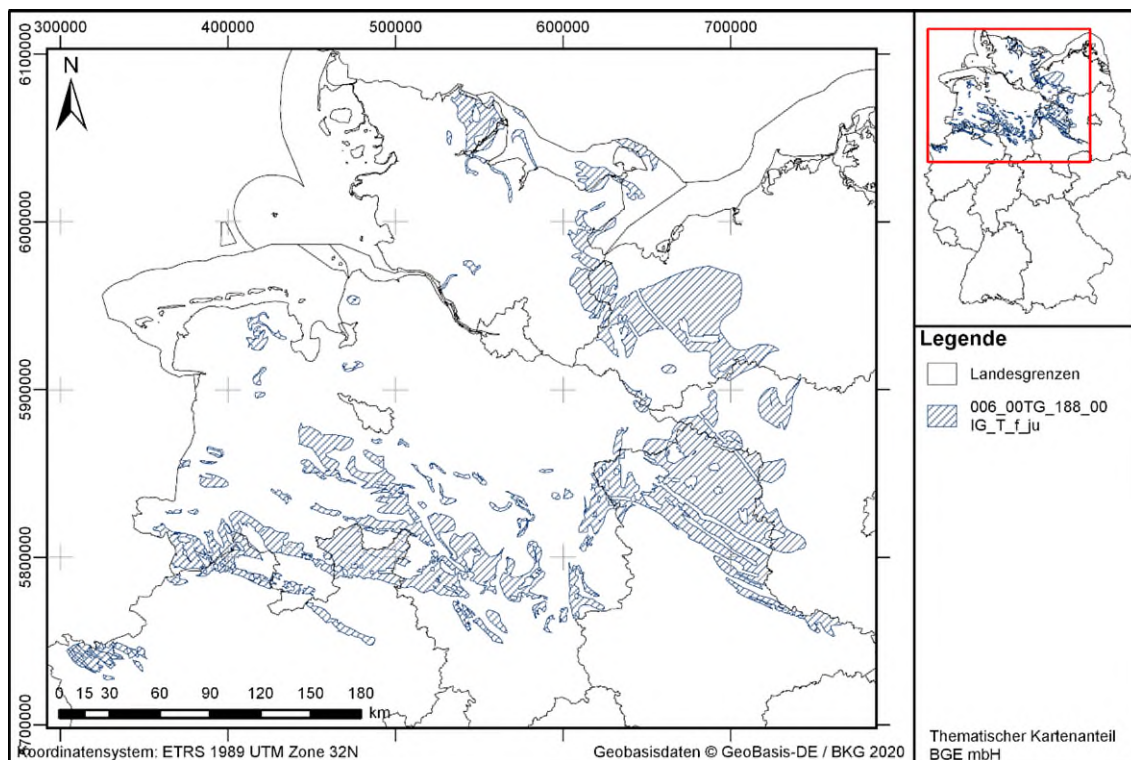 300000 400000 500000 600000 700000
6100000
6000000
5900000
5800000
5700000
N
0 15 30 60 90 120 150 180
km
Koordinatensystem: ETRS 1989 UTM Zone 32N
Geobasisdaten © GeoBasis-DE / BKG 2020
Legende
Landesgrenzen
006_00TG_188_00
IG_T_f_ju
Thematischer Kartenanteil
BGE mbH